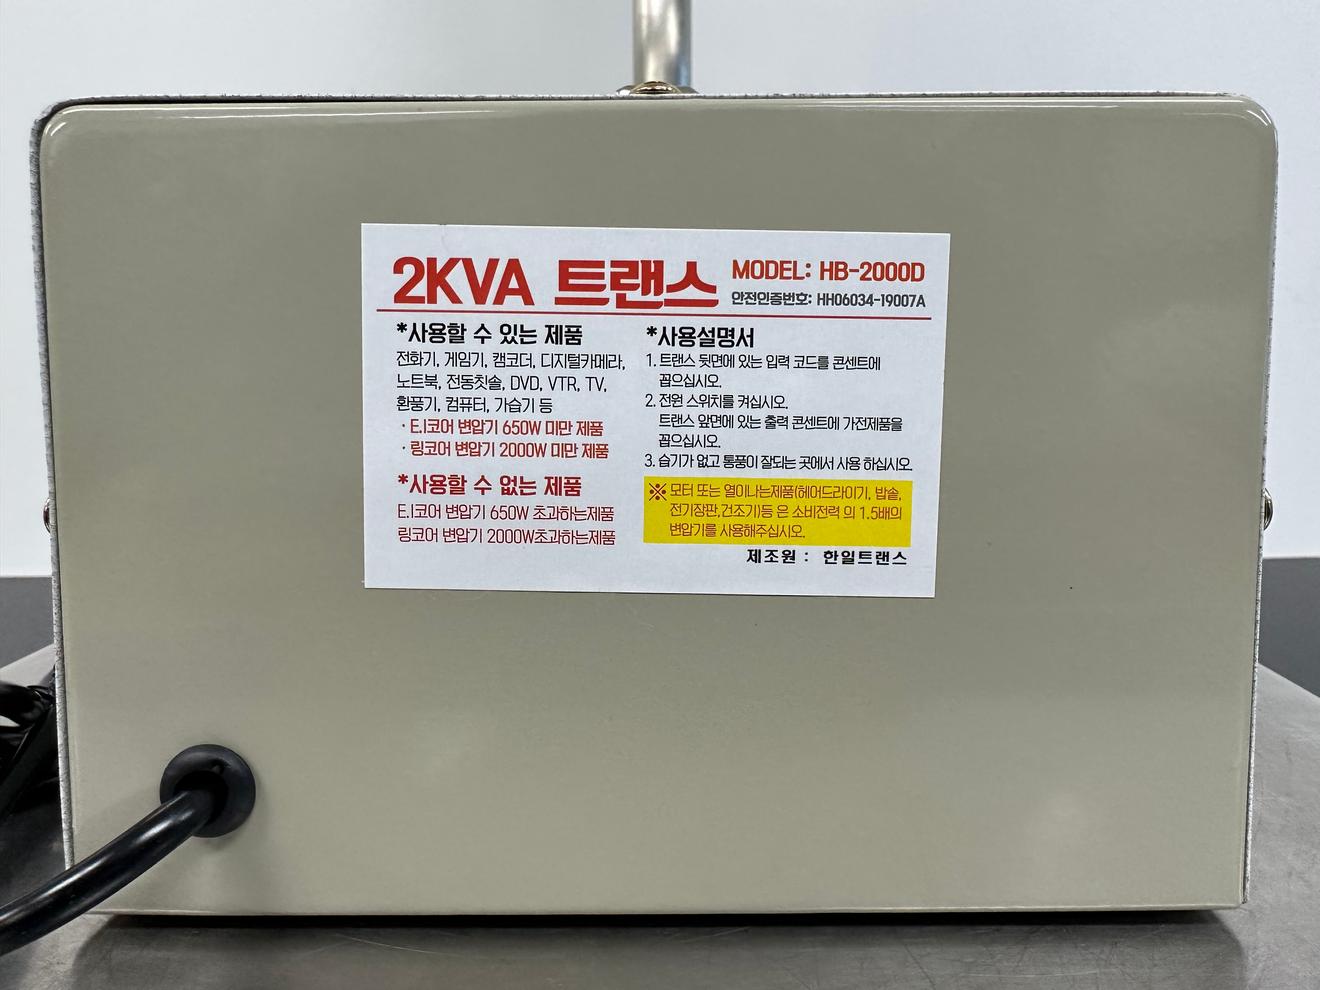 2KVA 트랜스
MODEL: HB-2000D
안전인증번호: HH06034-19007A
*사용할 수 있는 제품
전화기, 게임기, 캠코더, 디지털카메라,
노트북, 전동칫솔, DVD, VTR, TV,
환풍기, 컴퓨터, 가습기 등
· E.I코어 변압기 650W 미만 제품
· 링코어 변압기 2000W 미만 제품
*사용할 수 없는 제품
E.I코어 변압기 650W 초과하는제품
링코어 변압기 2000W초과하는제품
*사용설명서
1. 트랜스 뒷면에 있는 입력 코드를 콘센트에
꼽으십시오.
2. 전원 스위치를 켜십시오.
트랜스 앞면에 있는 출력 콘센트에 가전제품을
꼽으십시오.
3. 습기가 없고 통풍이 잘되는 곳에서 사용 하십시오.
※ 모터 또는 열이나는제품(헤어드라이기, 밥솥,
전기장판,건조기)등 은 소비전력 의 1.5배의
변압기를 사용해주십시오.
제조원 : 한일트랜스